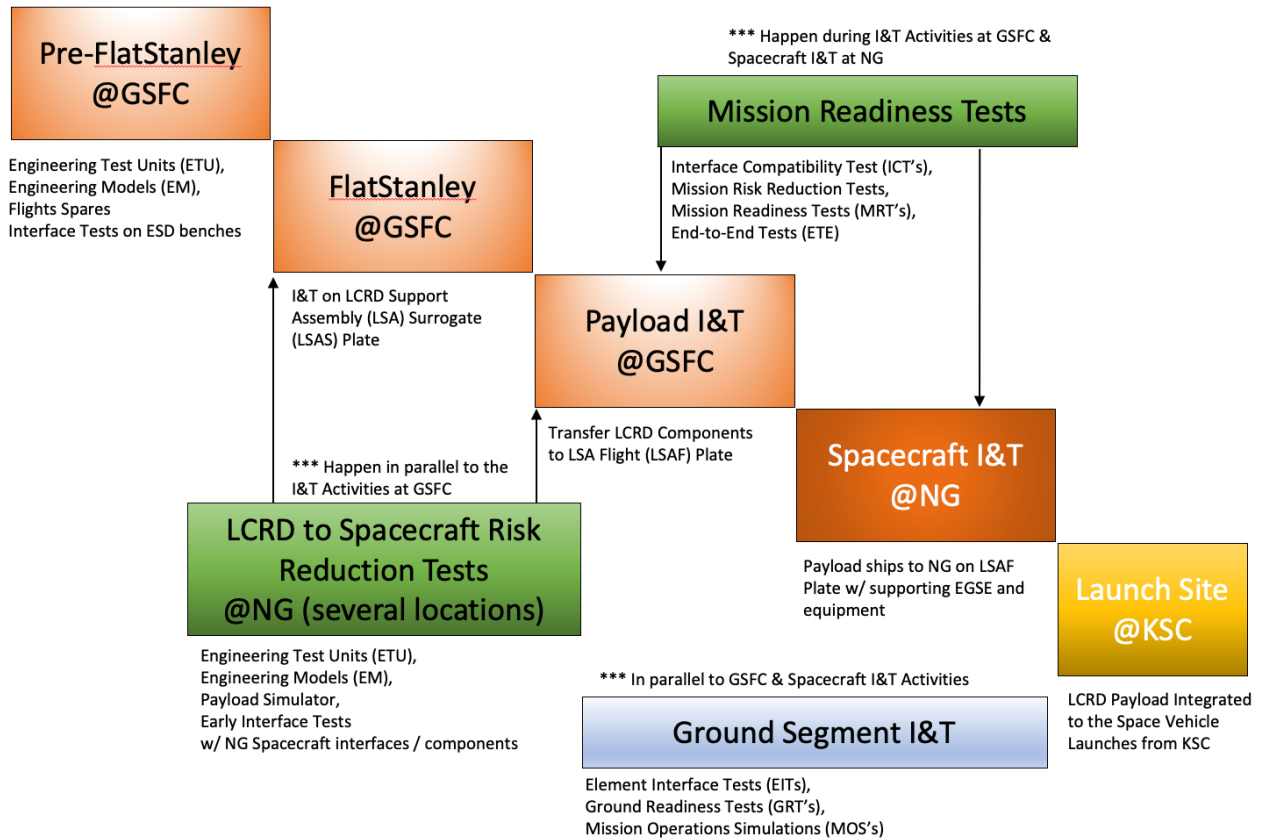 Pre-FlatStanley
@GSFC
Engineering Test Units (ETU),
Engineering Models (EM),
Flights Spares
Interface Tests on ESD benches
FlatStanley
@GSFC
I&T on LCRD Support
Assembly (LSA) Surrogate
(LSAS) Plate
*** Happen during I&T Activities at GSFC &
Spacecraft I&T at NG
Mission Readiness Tests
Interface Compatibility Test (ICT's),
Mission Risk Reduction Tests,
Mission Readiness Tests (MRT's),
End-to-End Tests (ETE)
Payload I&T
@GSFC
Transfer LCRD Components
to LSA Flight (LSAF) Plate
*** Happen in parallel to the
I&T Activities at GSFC
LCRD to Spacecraft Risk
Reduction Tests
@NG (several locations)
Engineering Test Units (ETU),
Engineering Models (EM),
Payload Simulator,
Early Interface Tests
w/ NG Spacecraft interfaces / components
Spacecraft I&T
@NG
Payload ships to NG on LSAF
Plate w/ supporting EGSE and
equipment
Launch Site
@KSC
LCRD Payload Integrated
to the Space Vehicle
Launches from KSC
*** In parallel to GSFC & Spacecraft I&T Activities
Ground Segment I&T
Element Interface Tests (EITs),
Ground Readiness Tests (GRT's),
Mission Operations Simulations (MOS's)